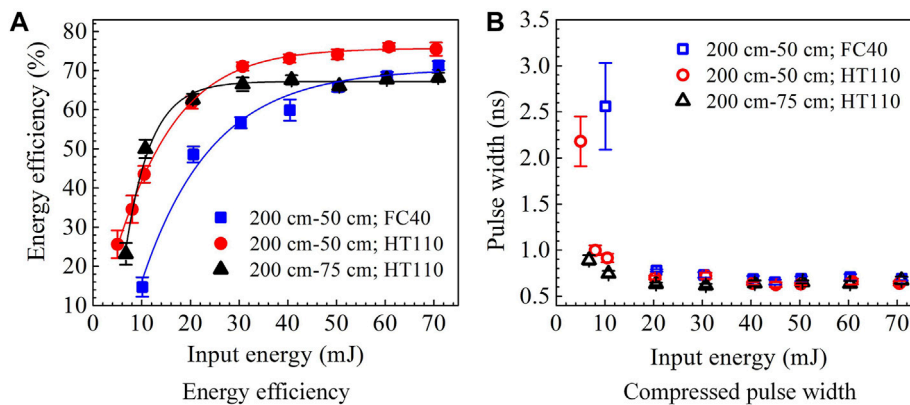 A
80
70
60
50
40
30
20
10
Energy efficiency (%)
200 cm-50 cm; FC40
200 cm-50 cm; HT110
200 cm-75 cm; HT110
0 10 20 30 40 50 60 70
Input energy (mJ)
Energy efficiency
B
3.5
3.0
2.5
2.0
1.5
1.0
0.5
Pulse width (ns)
200 cm-50 cm; FC40
200 cm-50 cm; HT110
200 cm-75 cm; HT110
0 10 20 30 40 50 60 70
Input energy (mJ)
Compressed pulse width